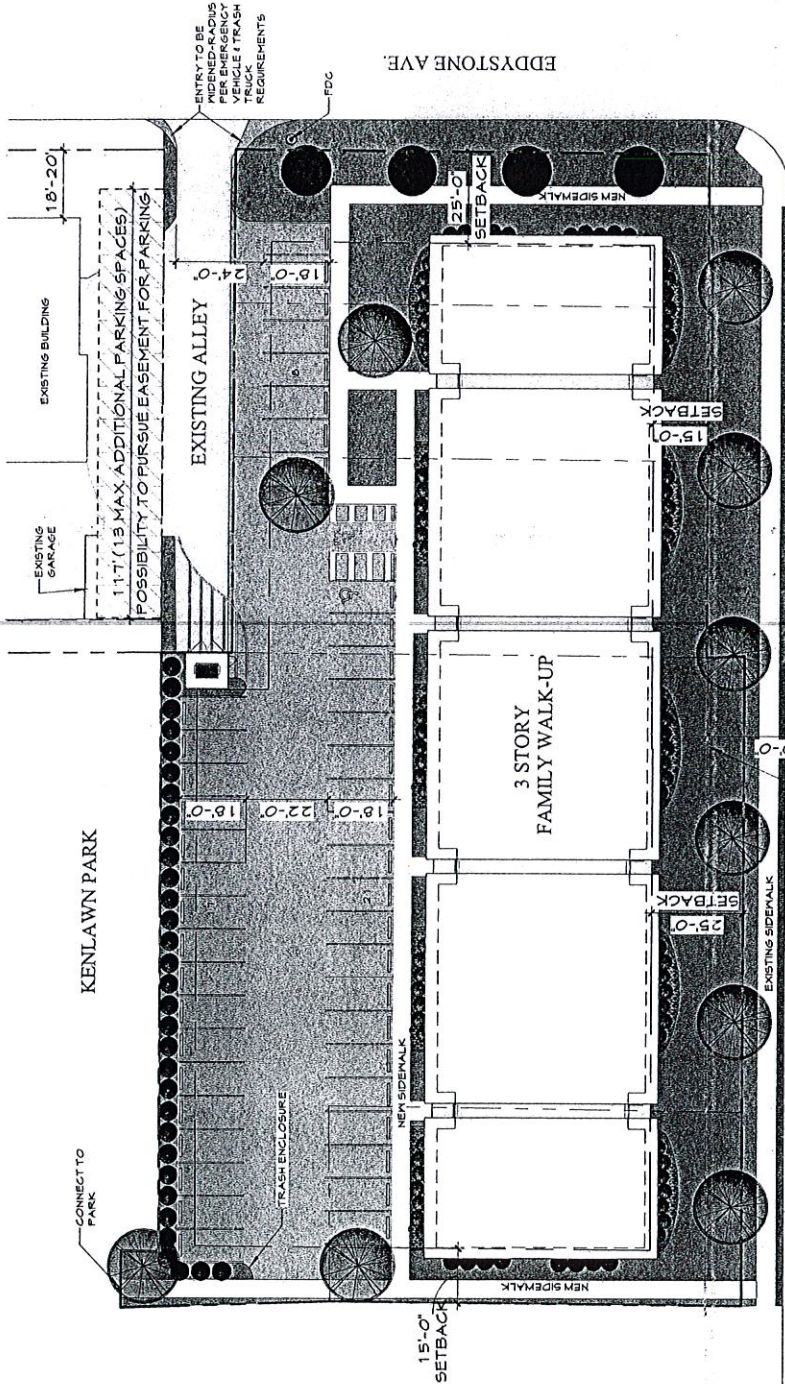 ENTRY TO BE
WIDENED-RADIUS
PER EMERGENCY
VEHICLE & TRASH
TRUCK
REQUIREMENTS
EDDYSTONE AVE.
FDC
18'-20'
EXISTING BUILDING
EXISTING
GARAGE
117' (13 MAX. ADDITIONAL PARKING SPACES)
POSSIBILITY TO PURSUE EASEMENT FOR PARKING
EXISTING ALLEY
24'-0"
18'-0"
25'-0"
SETBACK
NEW SIDEWALK
KENLAWN PARK
CONNECT TO
PARK
18'-0"
22'-0"
18'-0"
TRASH ENCLOSURE
NEW SIDEWALK
3 STORY
FAMILY WALK-UP
15'-0"
SETBACK
25'-0"
SETBACK
EXISTING SIDEWALK
15'-0"
SETBACK
NEW SIDEWALK